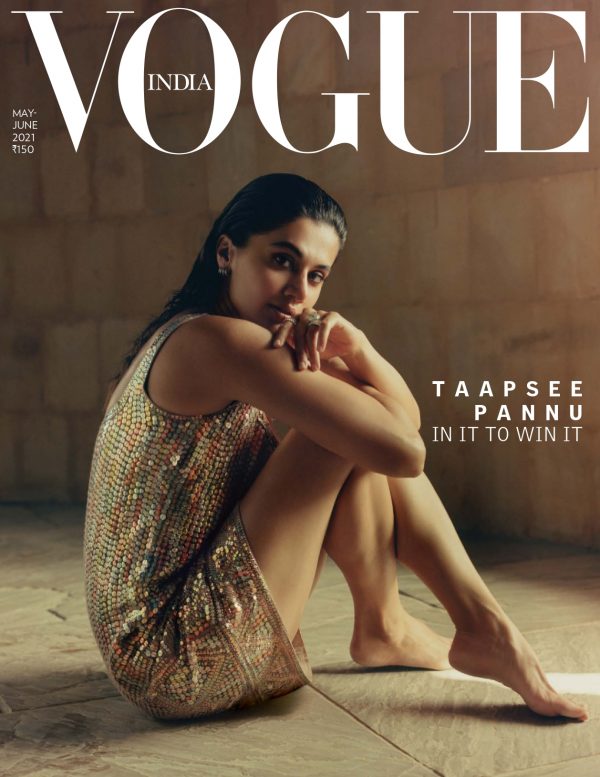 VOGUE
INDIA
MAY-
JUNE
2021
₹150
TAAPSEE
PANNU
IN IT TO WIN IT